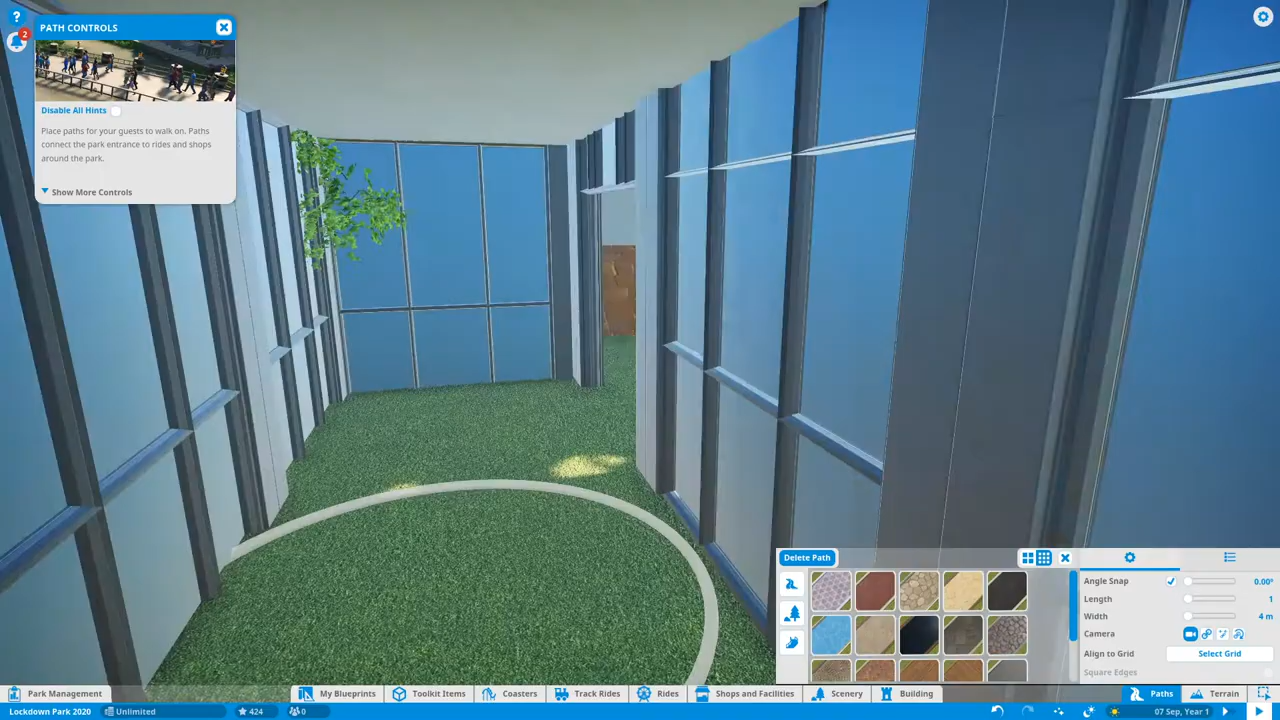 ?
2
PATH CONTROLS
Disable All Hints
Place paths for your guests to walk on. Paths
connect the park entrance to rides and shops
around the park.
Show More Controls
Delete Path
Angle Snap
0.00°
Length
1
Width
4 m
Camera
Align to Grid
Select Grid
Square Edges
Park Management
My Blueprints
Toolkit Items
Coasters
Track Rides
Rides
Shops and Facilities
Scenery
Building
Paths
Terrain
Lockdown Park 2020
Unlimited
424
0
07 Sep, Year 1